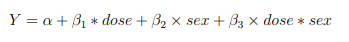 Y = α + β₁ * dose + β₂ × sex + β₃ × dose * sex